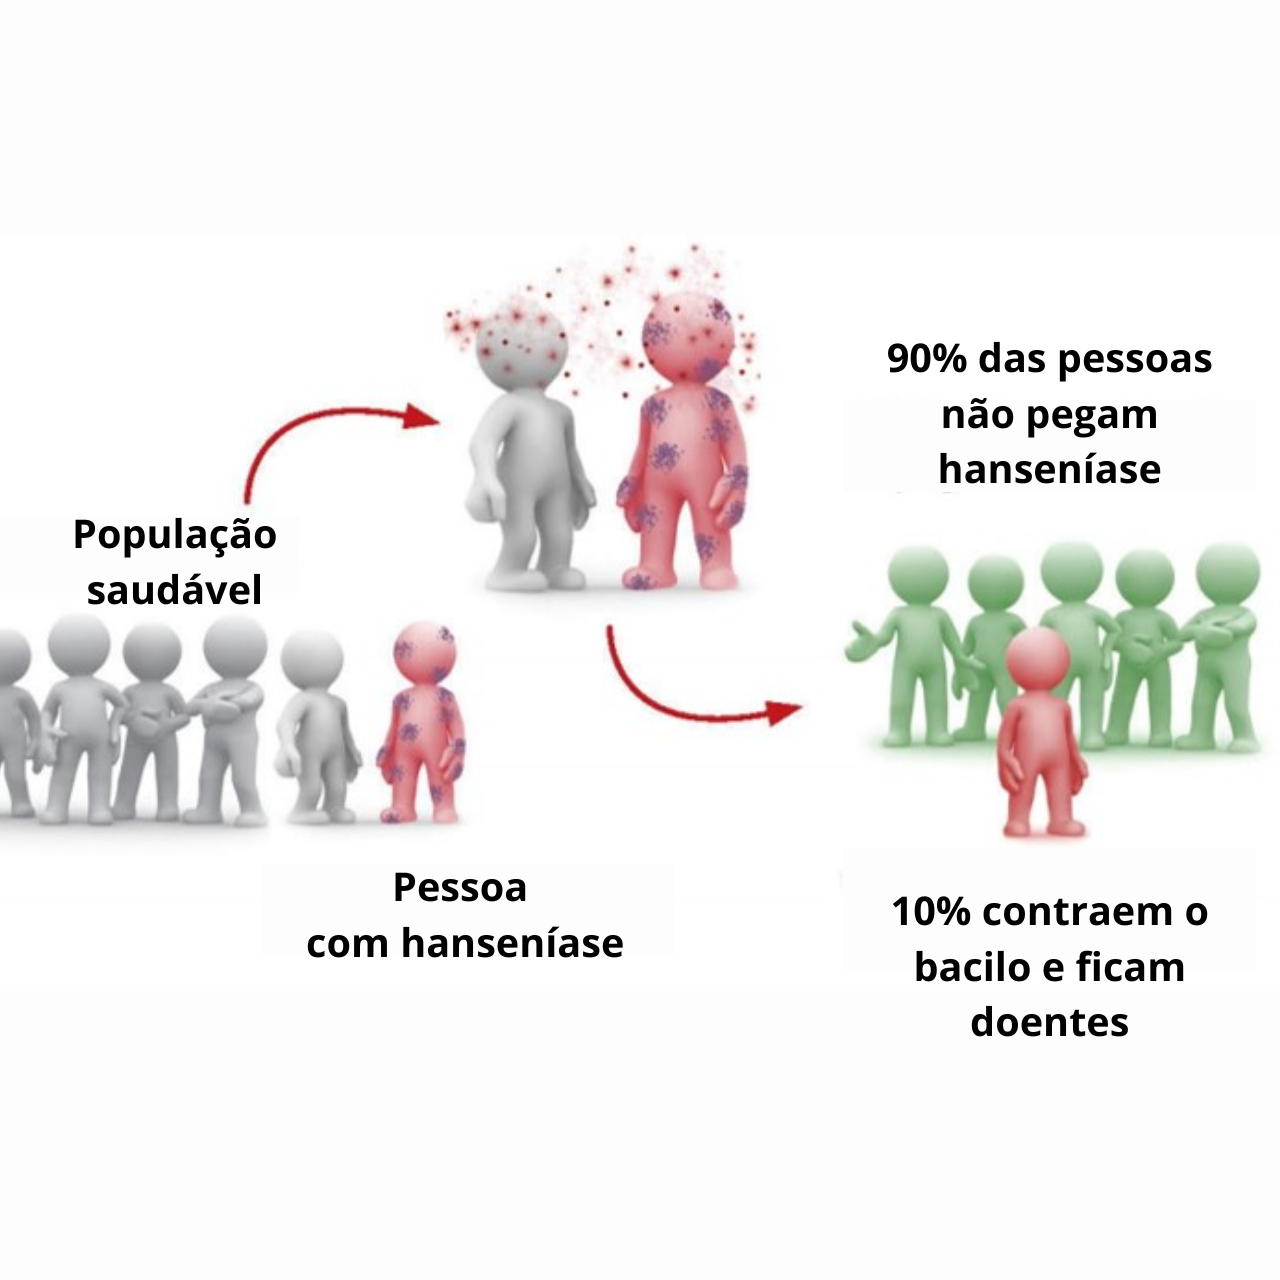 População
saudável
Pessoa
com hanseníase
90% das pessoas
não pegam
hanseníase
10% contraem o
bacilo e ficam
doentes